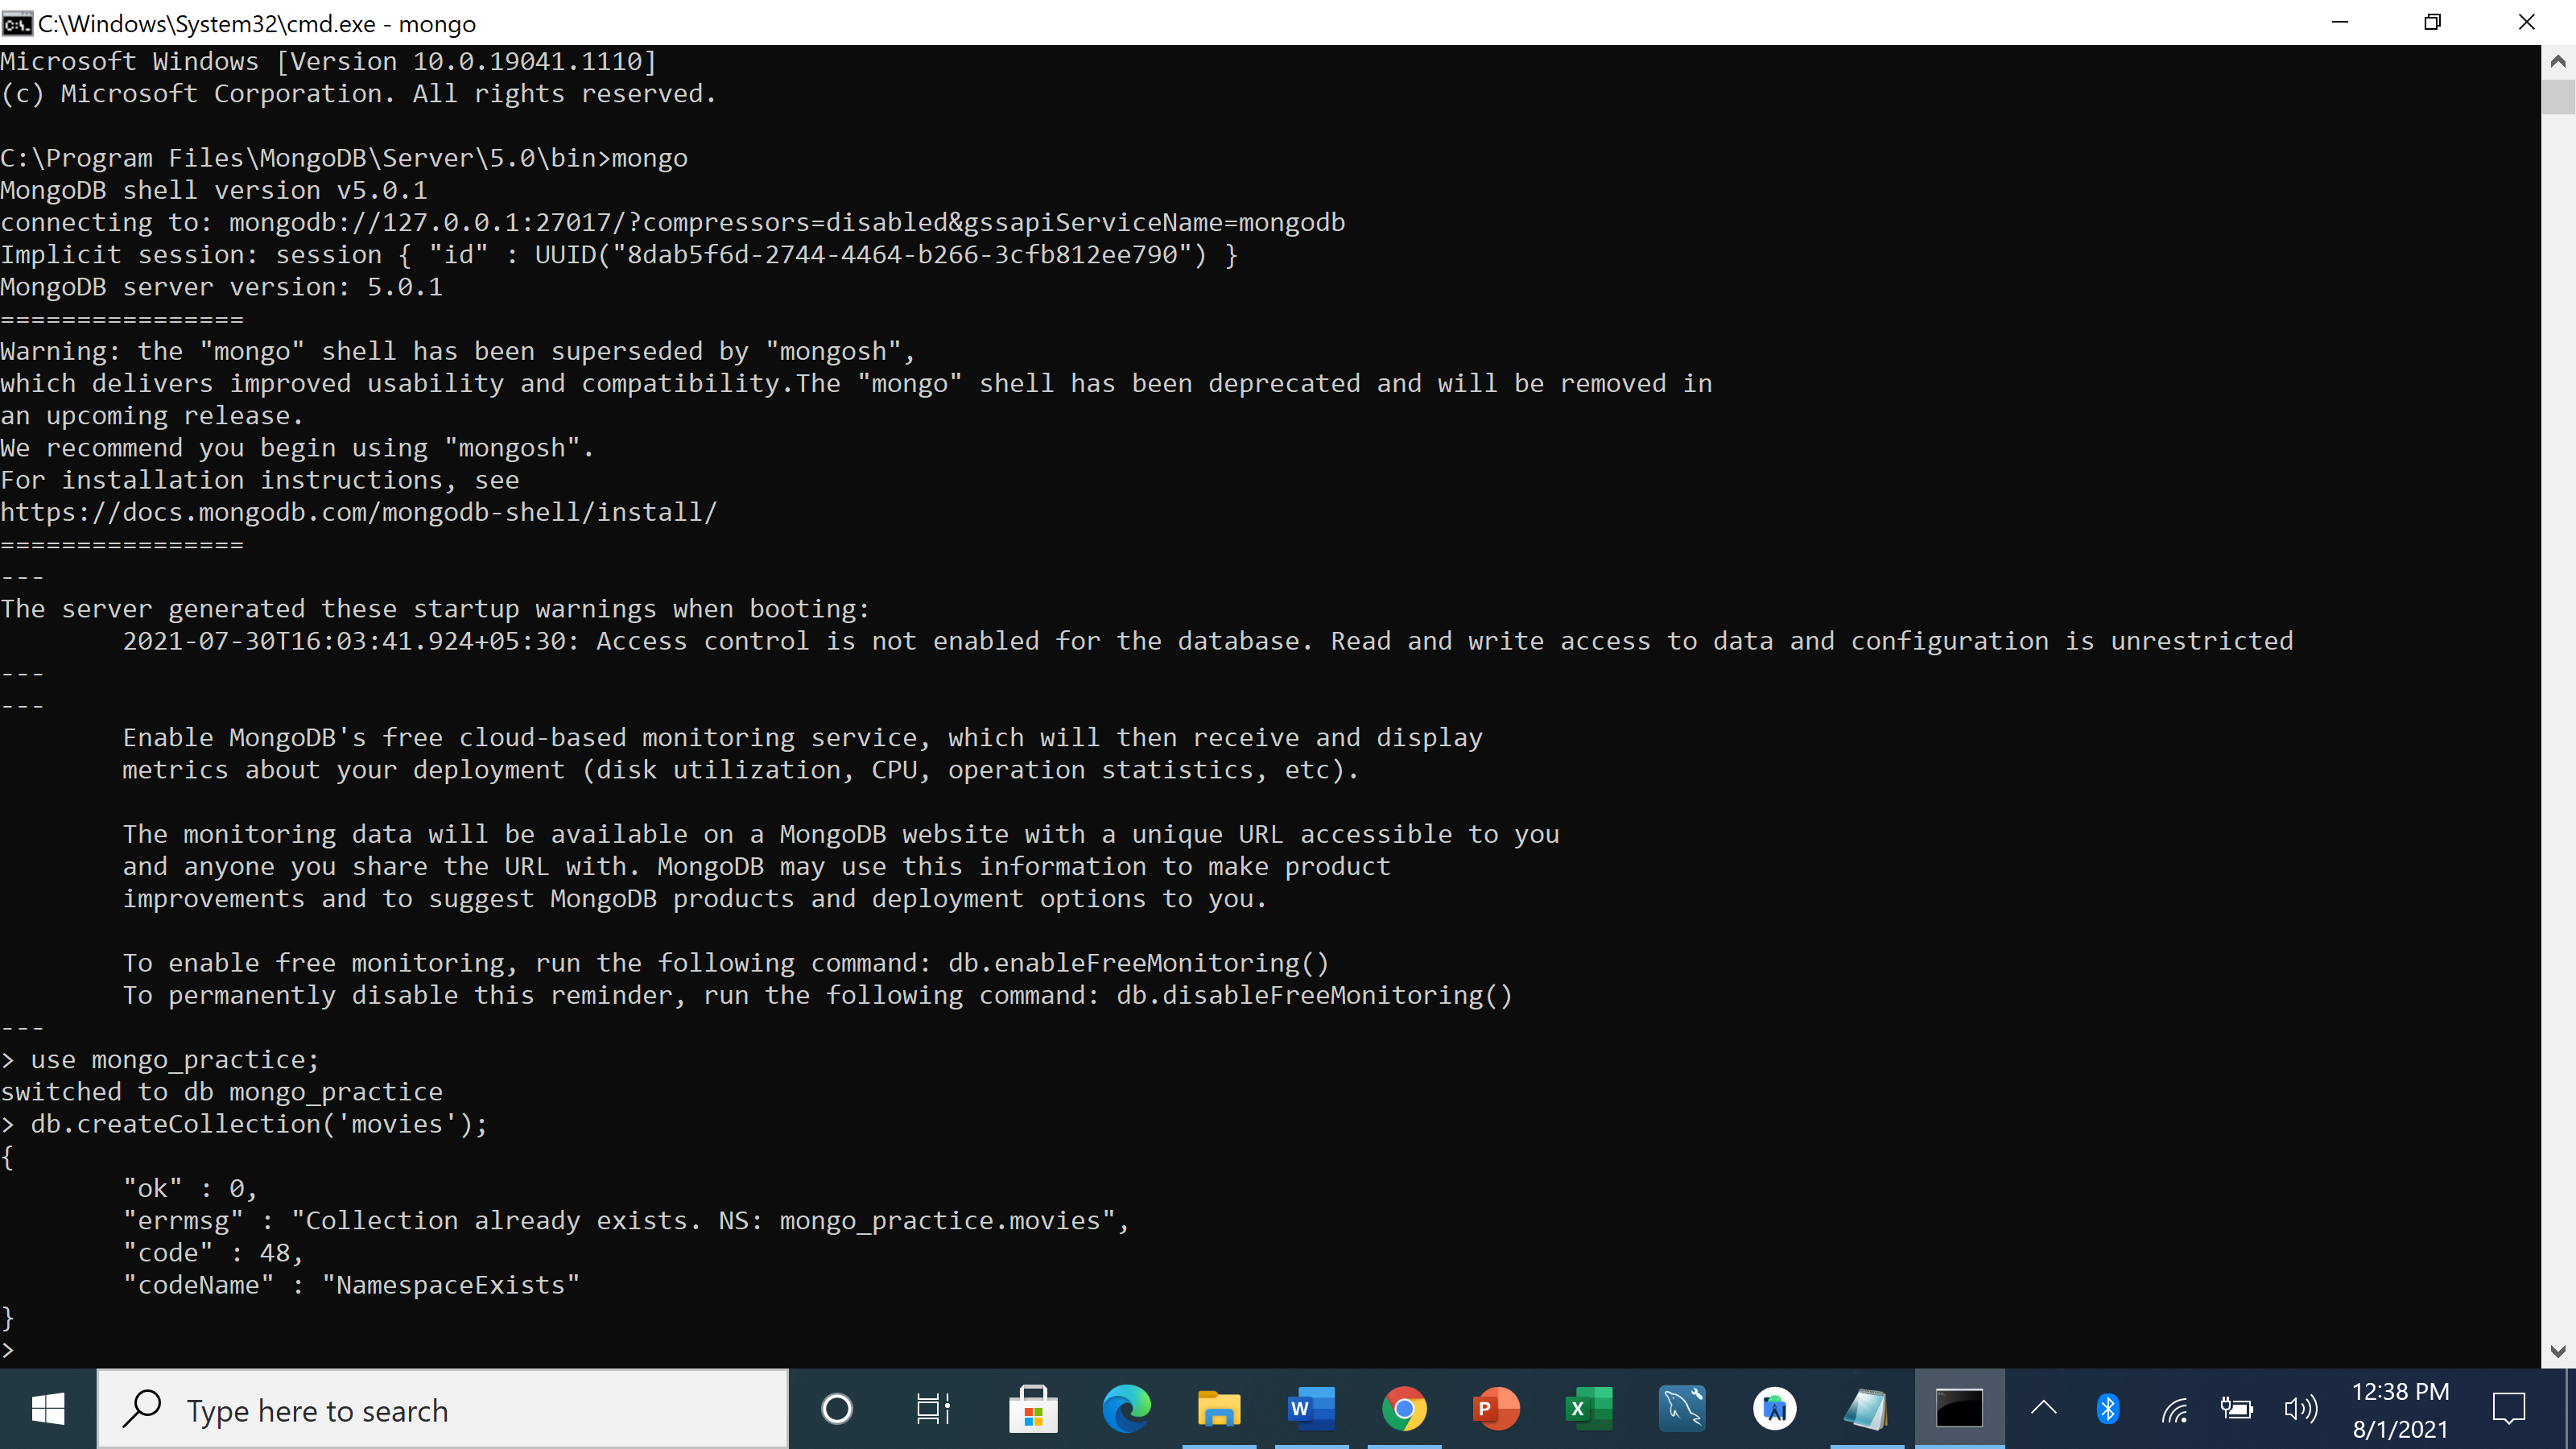 C:\Windows\System32\cmd.exe - mongo
Microsoft Windows [Version 10.0.19041.1110]
(c) Microsoft Corporation. All rights reserved.
C:\Program Files\MongoDB\Server\5.0\bin>mongo
MongoDB shell version v5.0.1
connecting to: mongodb://127.0.0.1:27017/?compressors=disabled&gssapiServiceName=mongodb
Implicit session: session { "id" : UUID("8dab5f6d-2744-4464-b266-3cfb812ee790") }
MongoDB server version: 5.0.1
================
Warning: the "mongo" shell has been superseded by "mongosh",
which delivers improved usability and compatibility.The "mongo" shell has been deprecated and will be removed in
an upcoming release.
We recommend you begin using "mongosh".
For installation instructions, see
https://docs.mongodb.com/mongodb-shell/install/
================
---
The server generated these startup warnings when booting:
        2021-07-30T16:03:41.924+05:30: Access control is not enabled for the database. Read and write access to data and configuration is unrestricted
---
---
        Enable MongoDB's free cloud-based monitoring service, which will then receive and display
        metrics about your deployment (disk utilization, CPU, operation statistics, etc).
        The monitoring data will be available on a MongoDB website with a unique URL accessible to you
        and anyone you share the URL with. MongoDB may use this information to make product
        improvements and to suggest MongoDB products and deployment options to you.
        To enable free monitoring, run the following command: db.enableFreeMonitoring()
        To permanently disable this reminder, run the following command: db.disableFreeMonitoring()
---
> use mongo_practice;
switched to db mongo_practice
> db.createCollection('movies');
{
        "ok" : 0,
        "errmsg" : "Collection already exists. NS: mongo_practice.movies",
        "code" : 48,
        "codeName" : "NamespaceExists"
}
>
Type here to search
12:38 PM
8/1/2021